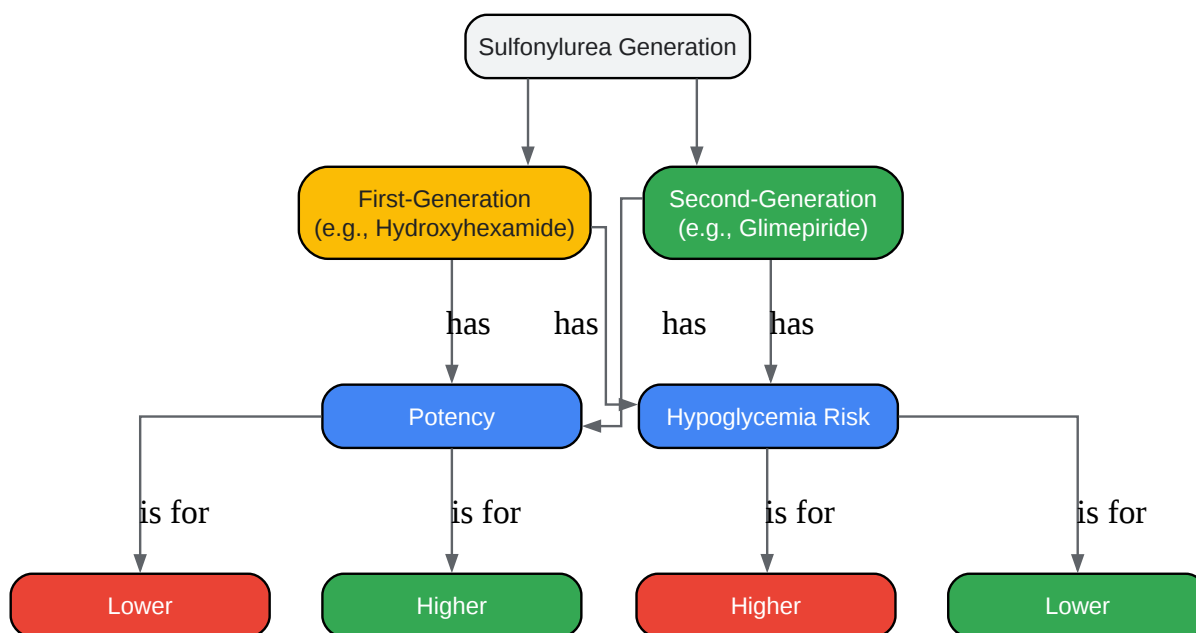 Sulfonylurea Generation
First-Generation
(e.g., Hydroxyhexamide)
Second-Generation
(e.g., Glimepiride)
has
has
has
has
Potency
Hypoglycemia Risk
is for
is for
is for
is for
Lower
Higher
Higher
Lower